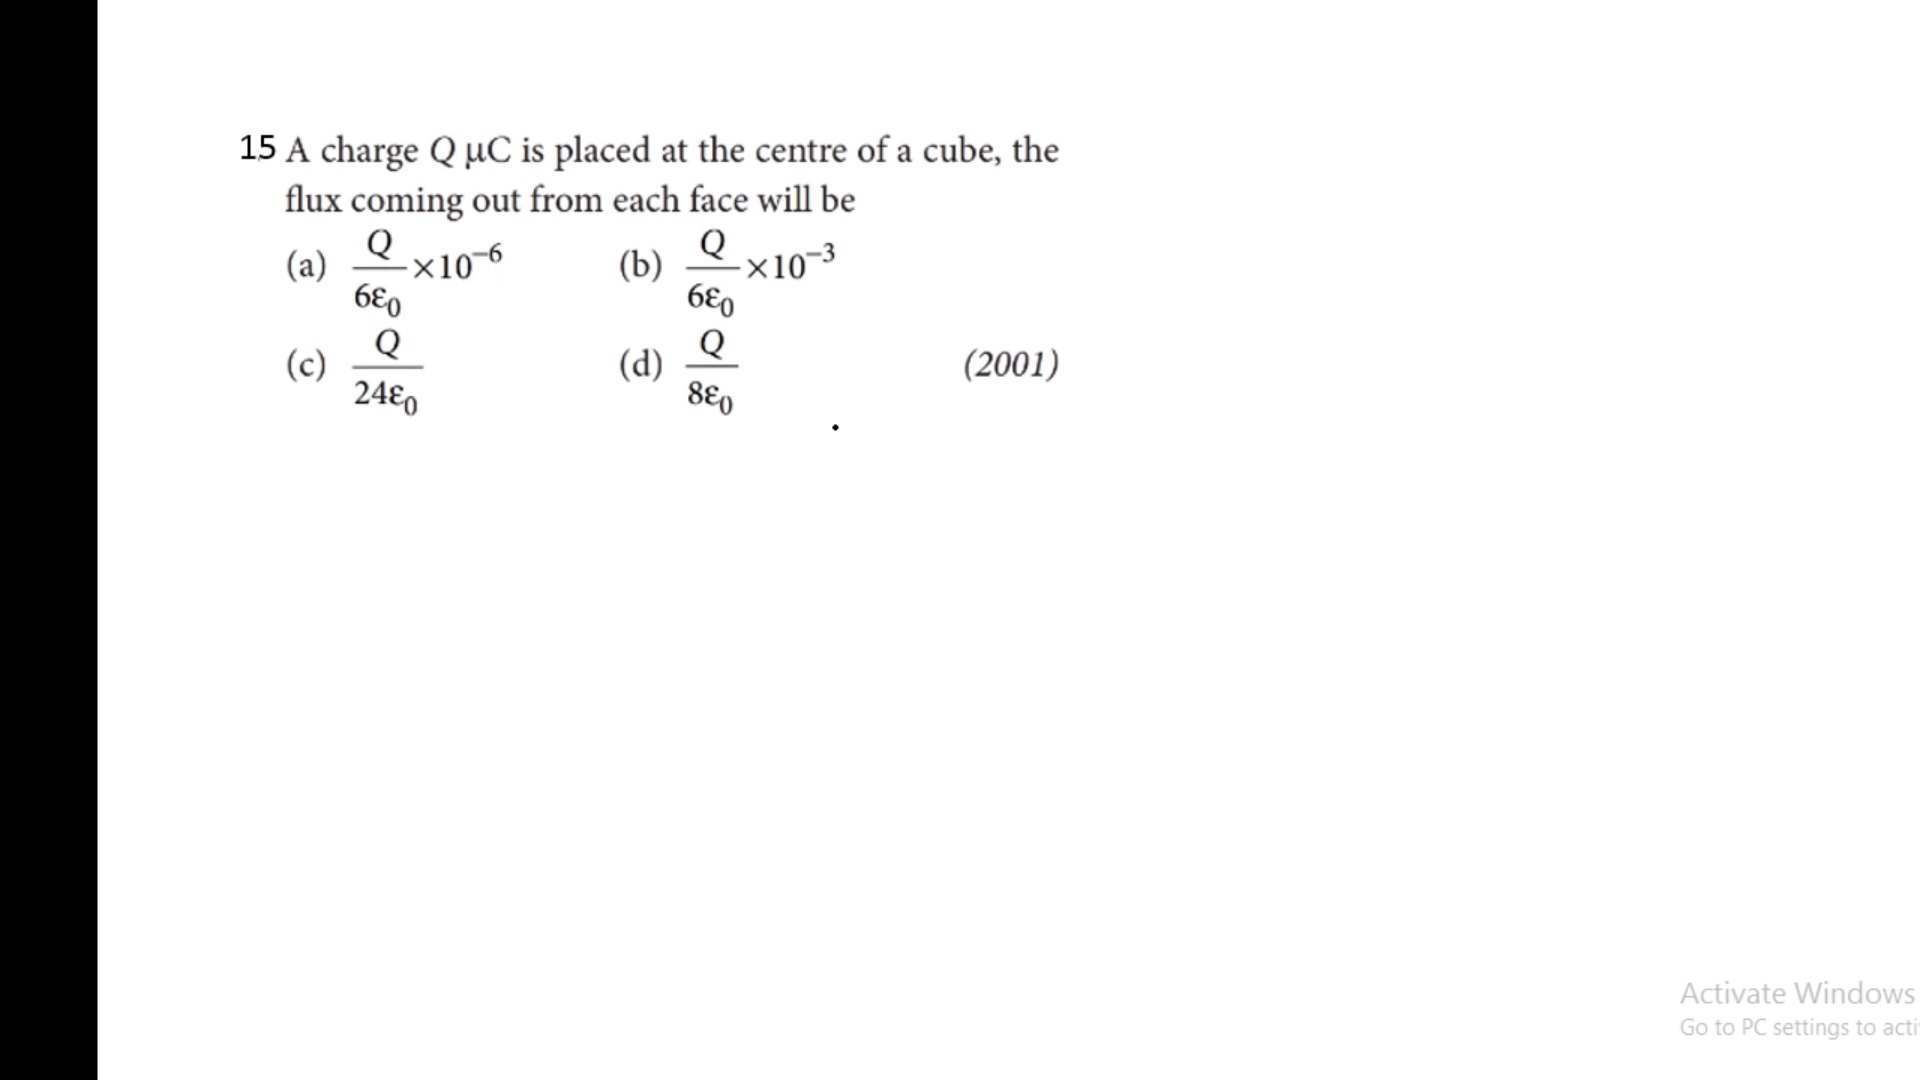 15 A charge Q μC is placed at the centre of a cube, the
flux coming out from each face will be
(a) Q/6ε₀ ×10⁻⁶ (b) Q/6ε₀ ×10⁻³
(c) Q/24ε₀ (d) Q/8ε₀ (2001)
Activate Windows
Go to PC settings to acti